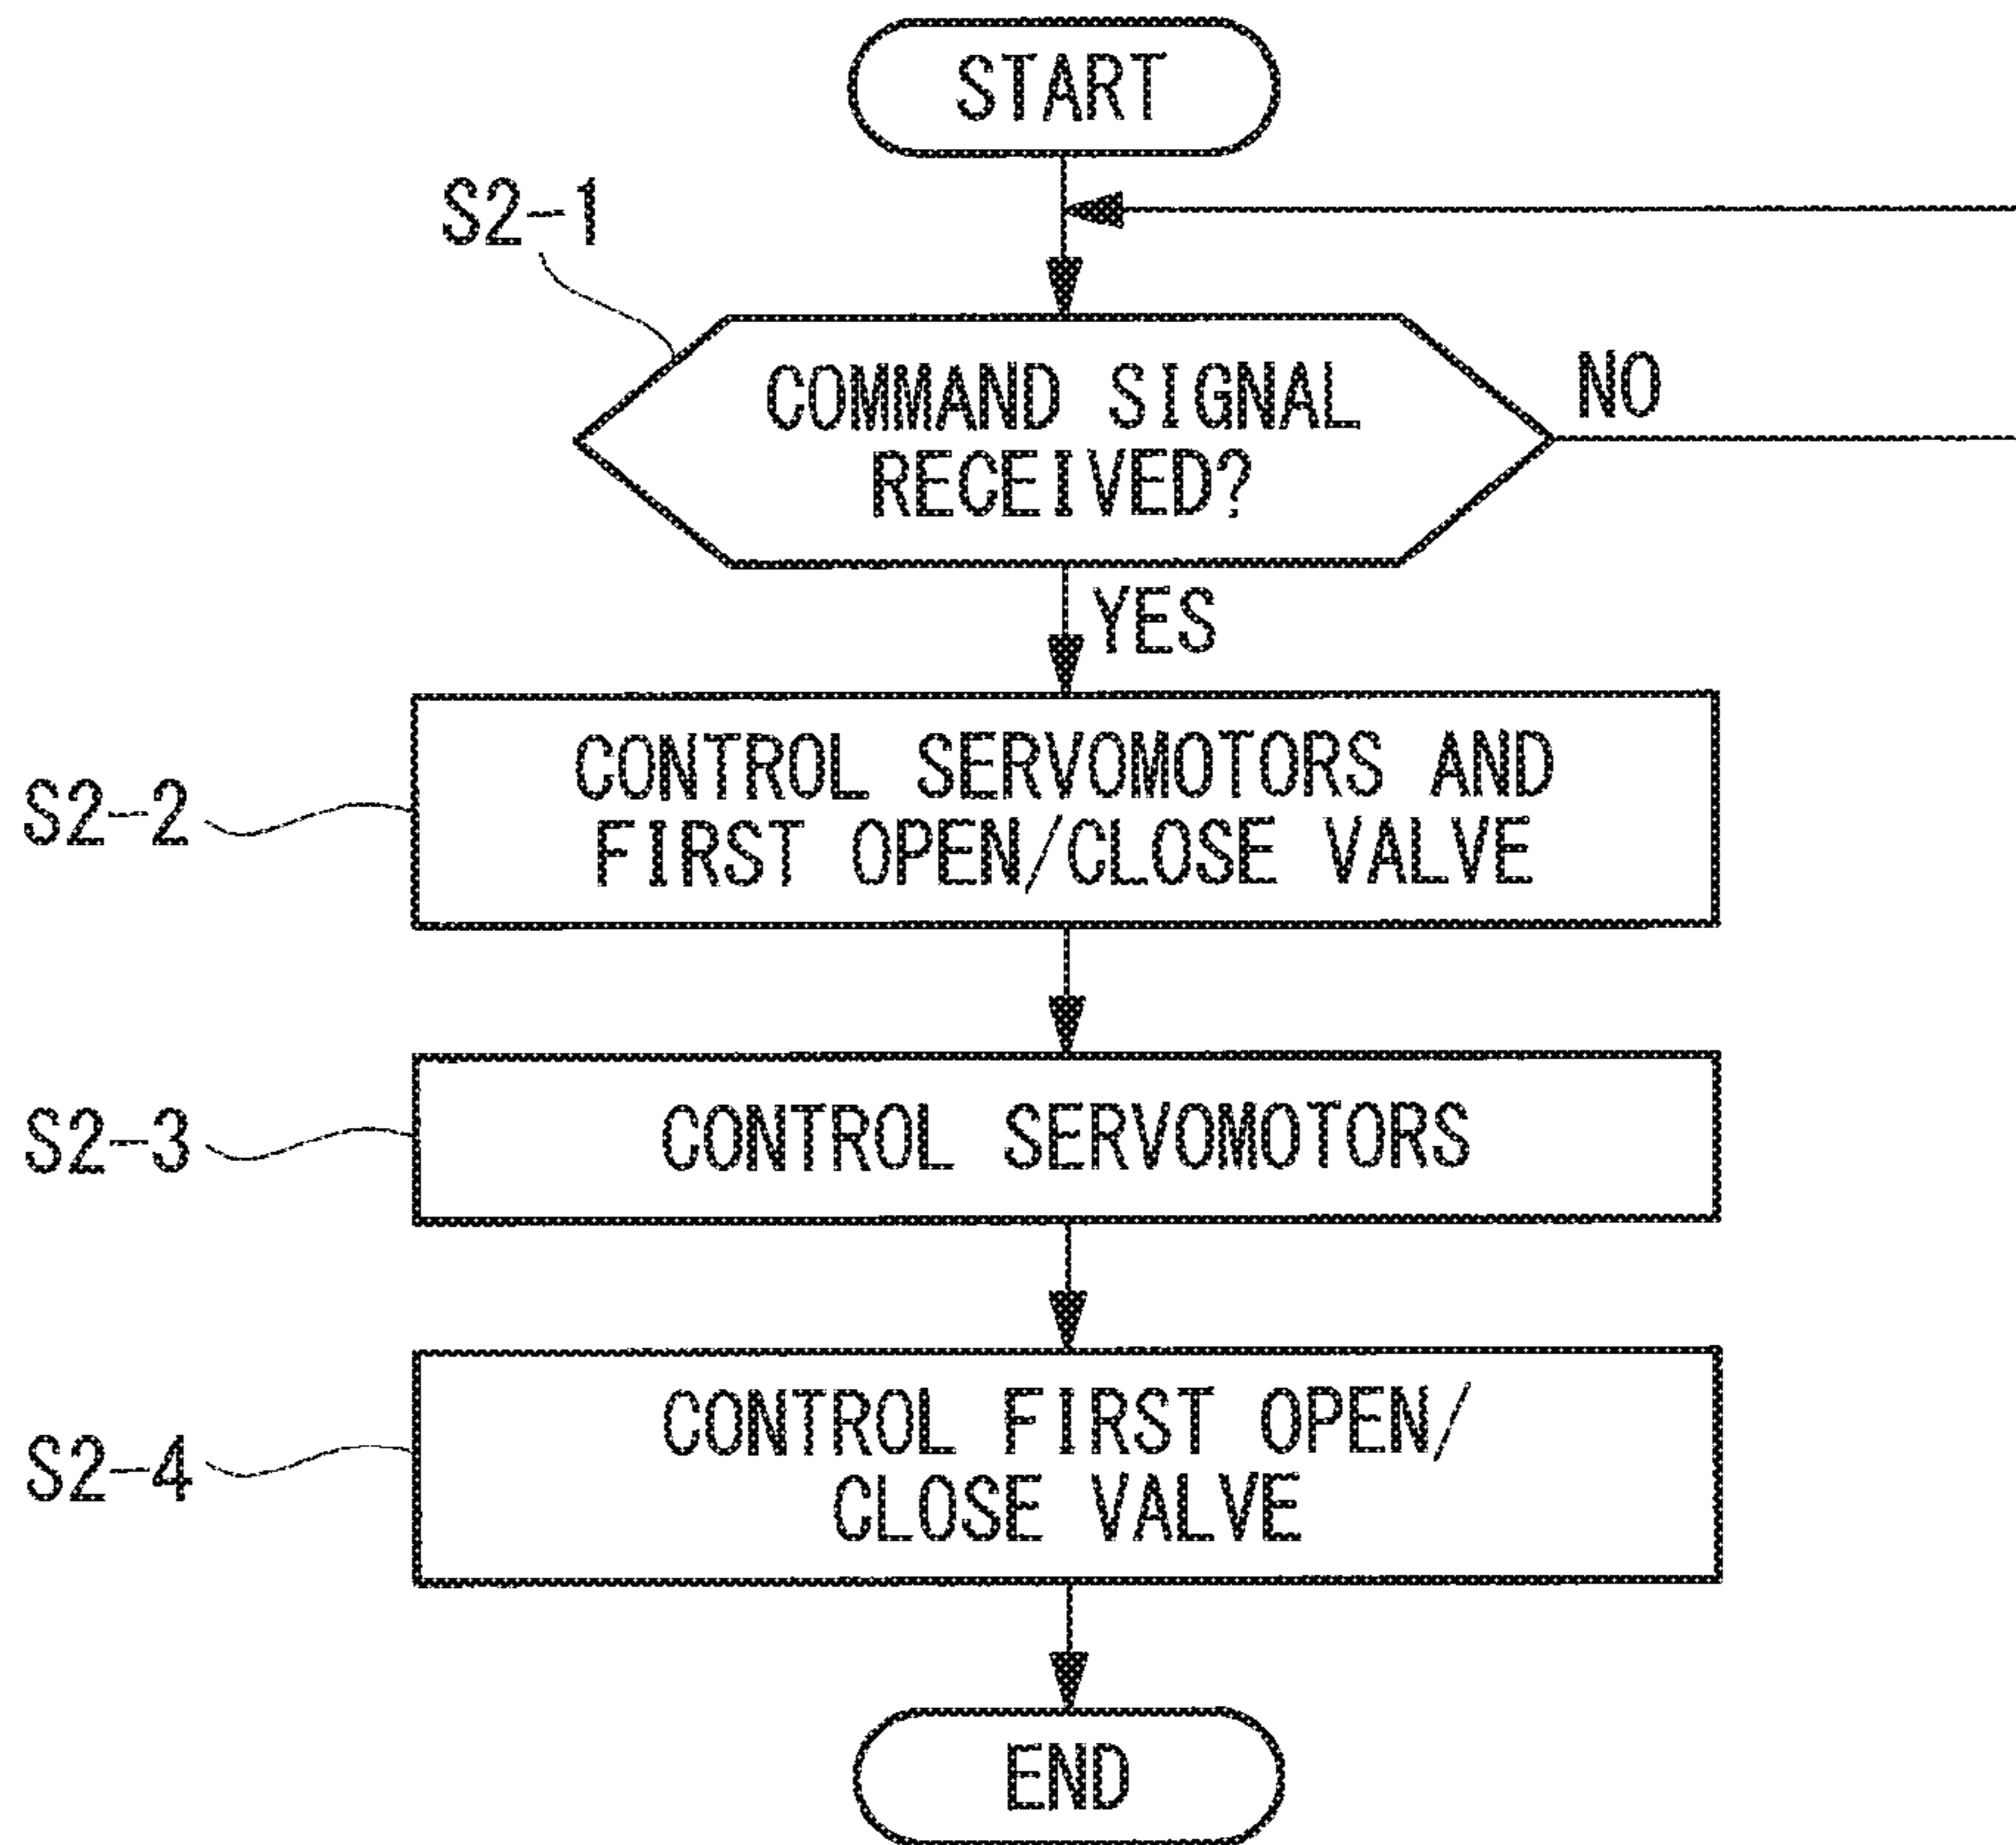 START
S2-1
COMMAND SIGNAL
RECEIVED?
NO
YES
S2-2
CONTROL SERVOMOTORS AND
FIRST OPEN/CLOSE VALVE
S2-3
CONTROL SERVOMOTORS
S2-4
CONTROL FIRST OPEN/
CLOSE VALVE
END